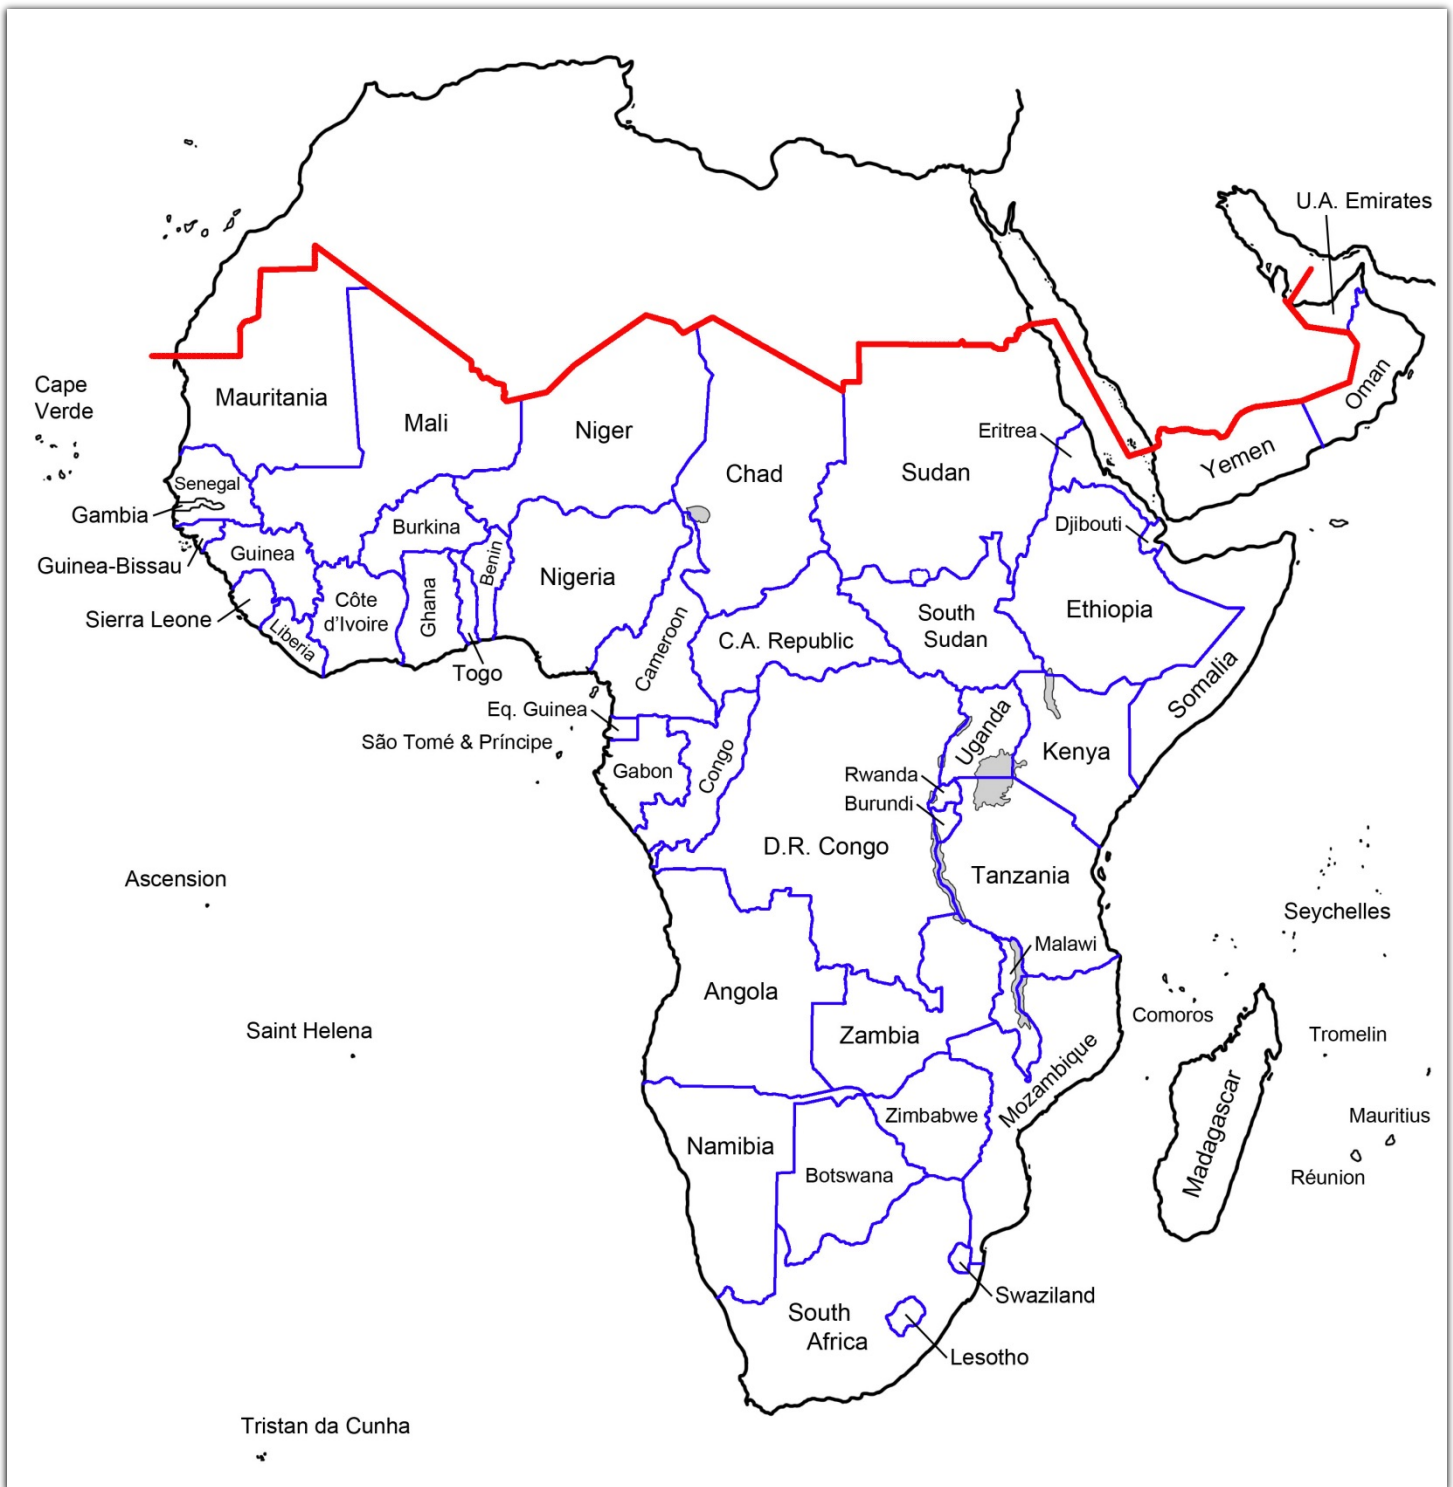 U.A. Emirates
Cape
Verde
Mauritania
Mali
Niger
Chad
Sudan
Eritrea
Oman
Yemen
Senegal
Gambia
Burkina
Benin
Djibouti
Guinea-Bissau
Guinea
Nigeria
Sierra Leone
Côte
d'Ivoire
Ghana
Ethiopia
South
Sudan
Liberia
Togo
Cameroon
C.A. Republic
Somalia
Eq. Guinea
São Tomé & Príncipe
Gabon
Congo
Uganda
Kenya
Rwanda
Burundi
D.R. Congo
Tanzania
Ascension
Seychelles
Malawi
Angola
Comoros
Saint Helena
Zambia
Tromelin
Mozambique
Madagascar
Mauritius
Zimbabwe
Namibia
Botswana
Réunion
Swaziland
South
Africa
Lesotho
Tristan da Cunha